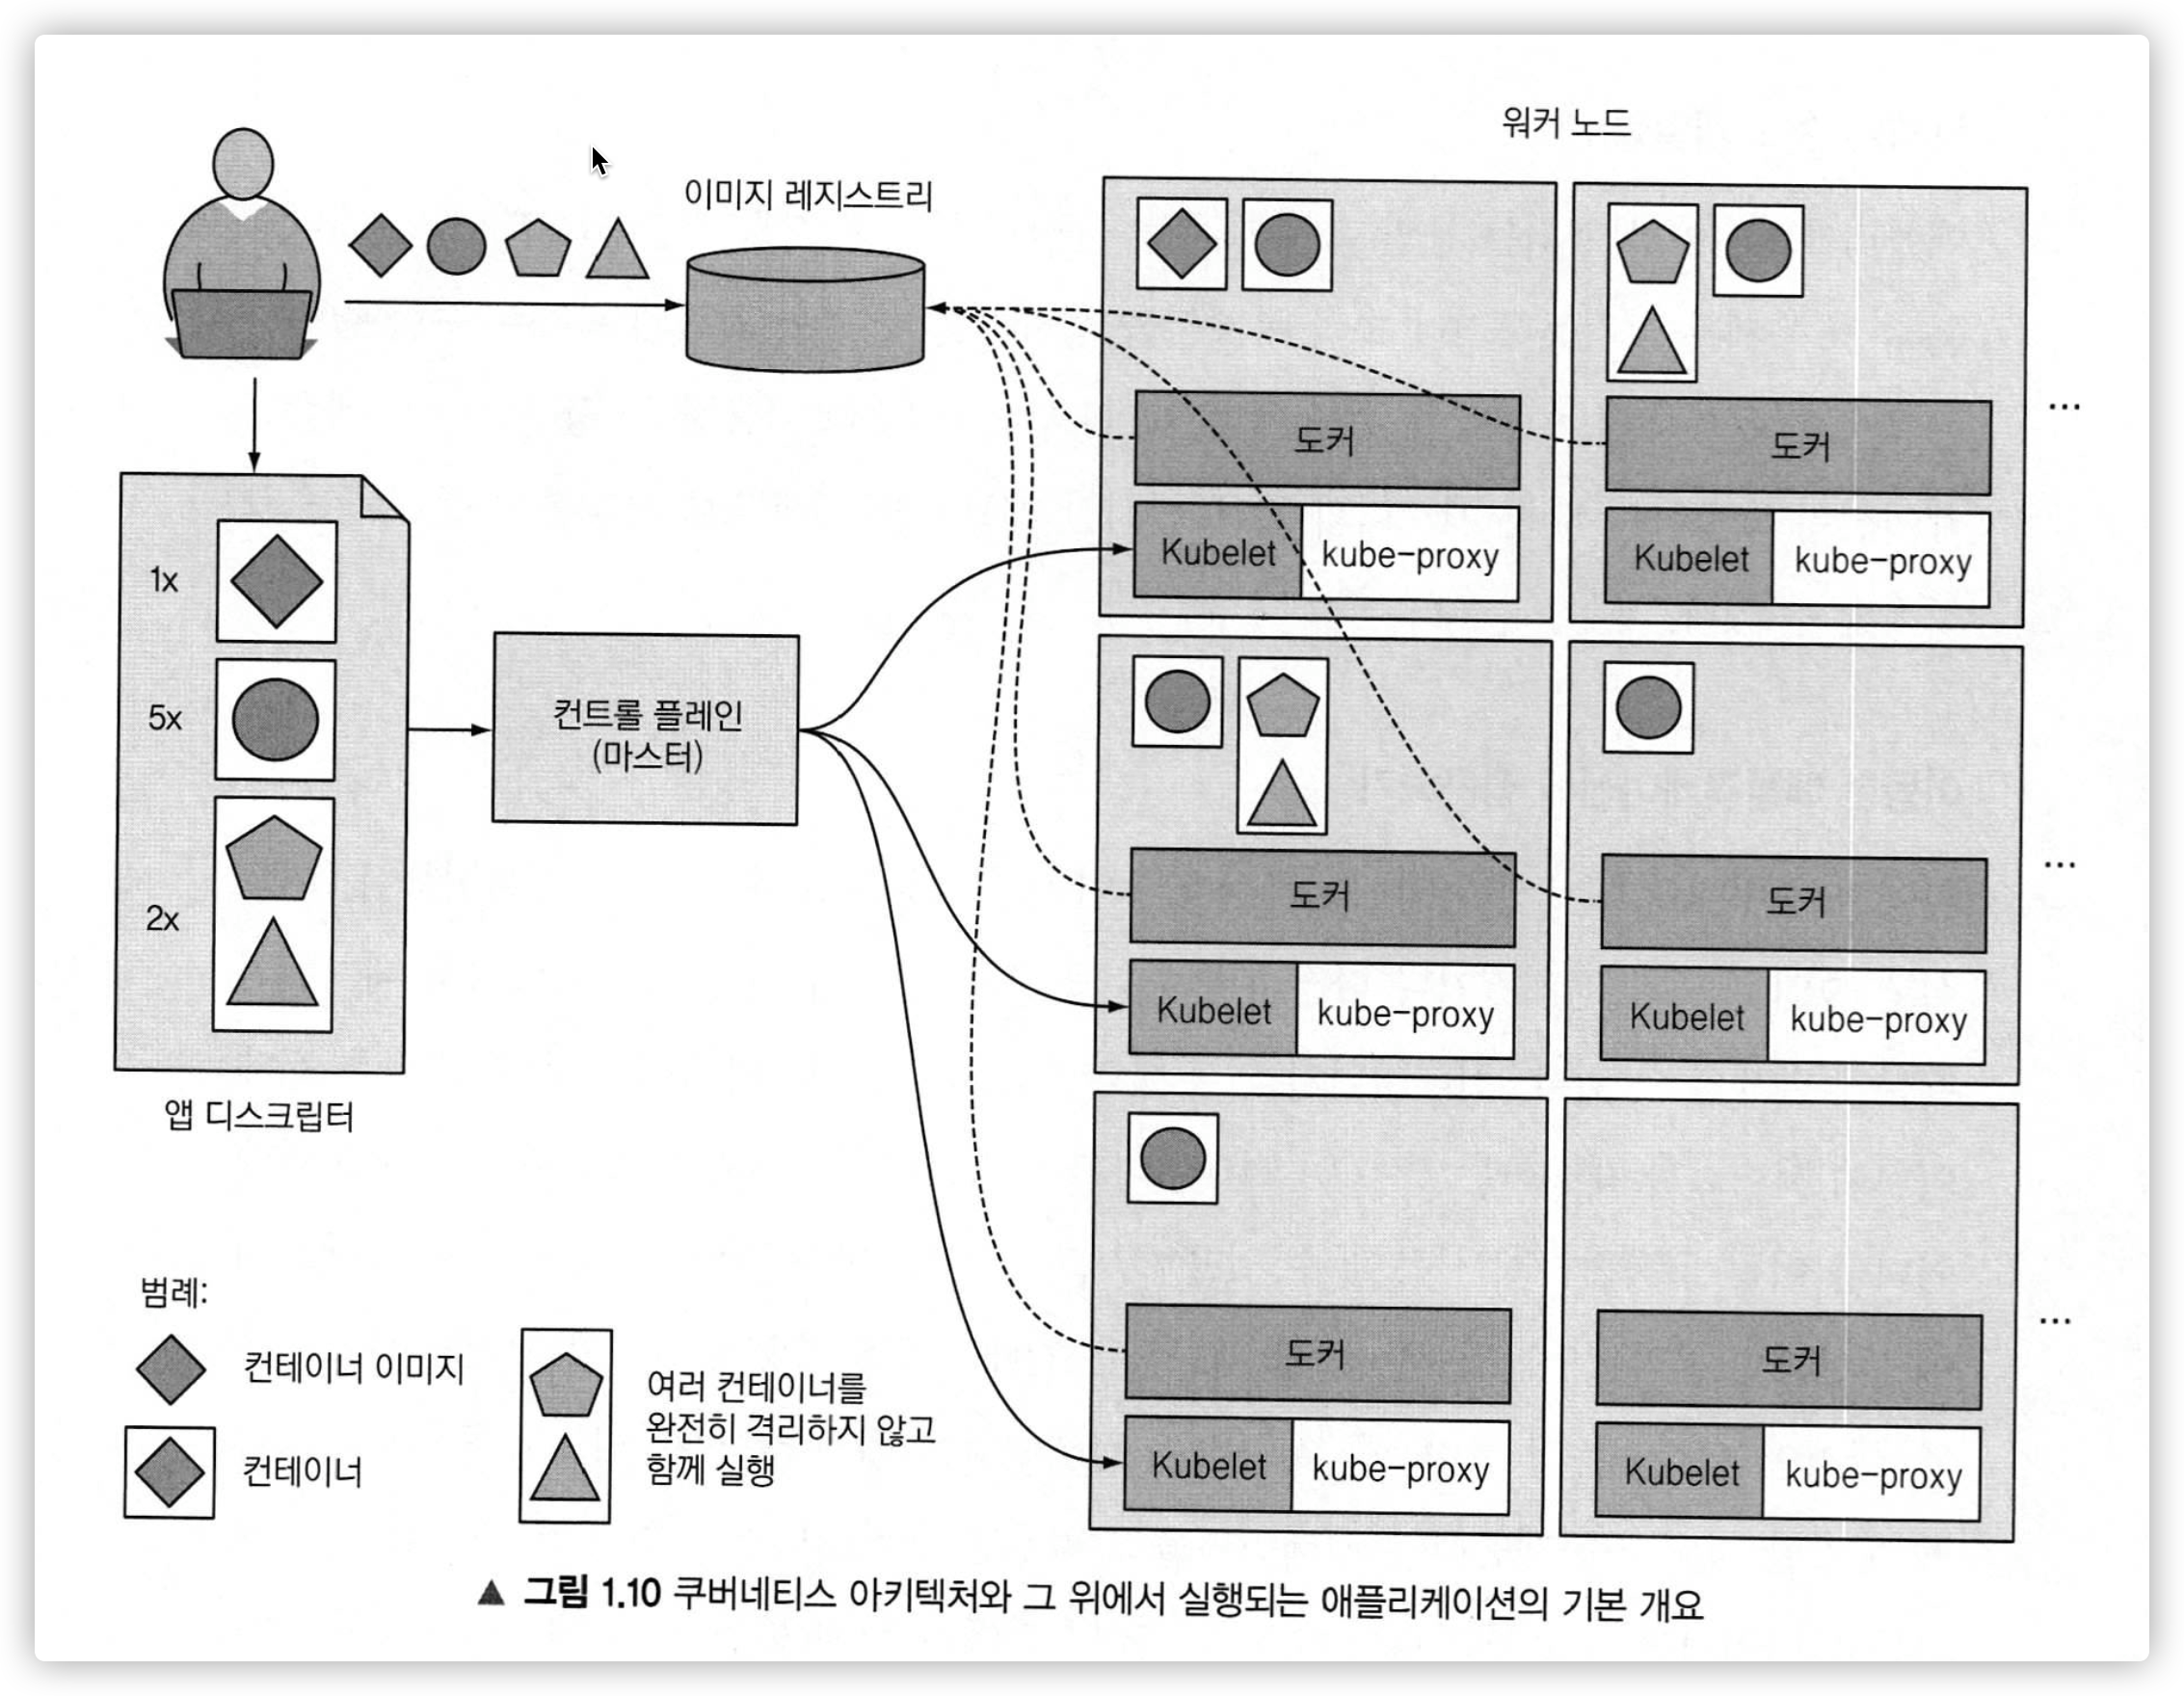 워커 노드
이미지 레지스트리
도커
Kubelet
kube-proxy
도커
Kubelet
kube-proxy
...
1x
5x
2x
앱 디스크립터
컨트롤 플레인
(마스터)
도커
Kubelet
kube-proxy
도커
Kubelet
kube-proxy
...
도커
Kubelet
kube-proxy
도커
Kubelet
kube-proxy
...
범례:
컨테이너 이미지
컨테이너
여러 컨테이너를
완전히 격리하지 않고
함께 실행
▲ 그림 1.10 쿠버네티스 아키텍처와 그 위에서 실행되는 애플리케이션의 기본 개요